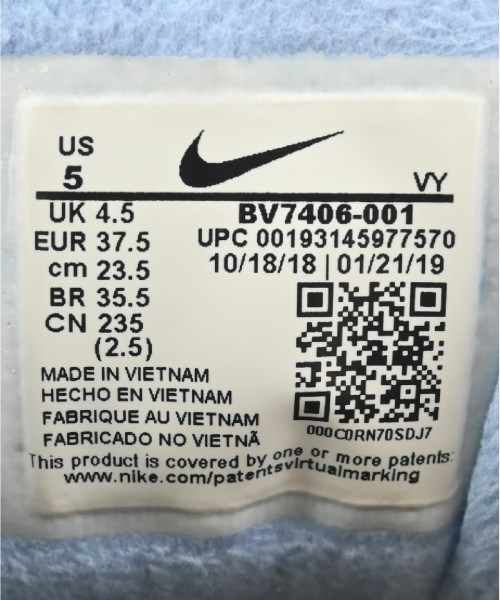 US
5
VY
UK 4.5
EUR 37.5
cm 23.5
BR 35.5
CN 235
(2.5)
BV7406-001
UPC 00193145977570
10/18/18 | 01/21/19
000C0RN70SDJ7
MADE IN VIETNAM
HECHO EN VIETNAM
FABRIQUE AU VIETNAM
FABRICADO NO VIETNÃ
This product is covered by one or more patents:
www.nike.com/patentsvirtualmarking